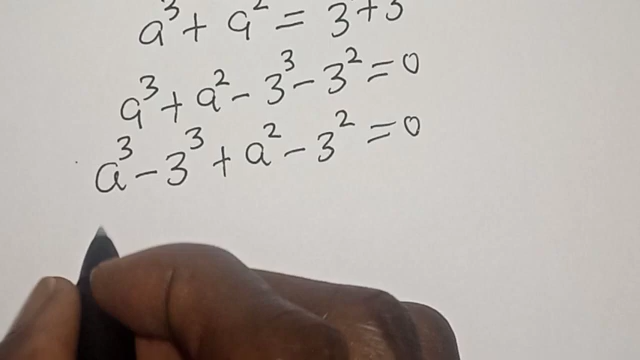 a³ + a² = 3 + 3
a³ + a² - 3³ - 3² = 0
a³ - 3³ + a² - 3² = 0